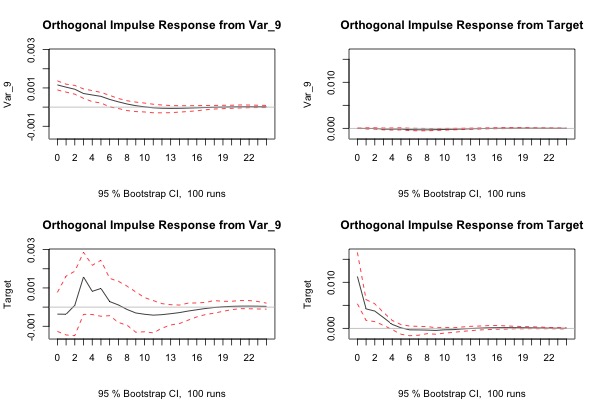 Orthogonal Impulse Response from Var_9
Var_9
0.003
0.001
-0.001
0 2 4 6 8 10 13 16 19 22
95 % Bootstrap CI, 100 runs
Orthogonal Impulse Response from Target
Var_9
0.010
0.000
0 2 4 6 8 10 13 16 19 22
95 % Bootstrap CI, 100 runs
Orthogonal Impulse Response from Var_9
Target
0.003
0.001
-0.001
0 2 4 6 8 10 13 16 19 22
95 % Bootstrap CI, 100 runs
Orthogonal Impulse Response from Target
Target
0.010
0.000
0 2 4 6 8 10 13 16 19 22
95 % Bootstrap CI, 100 runs